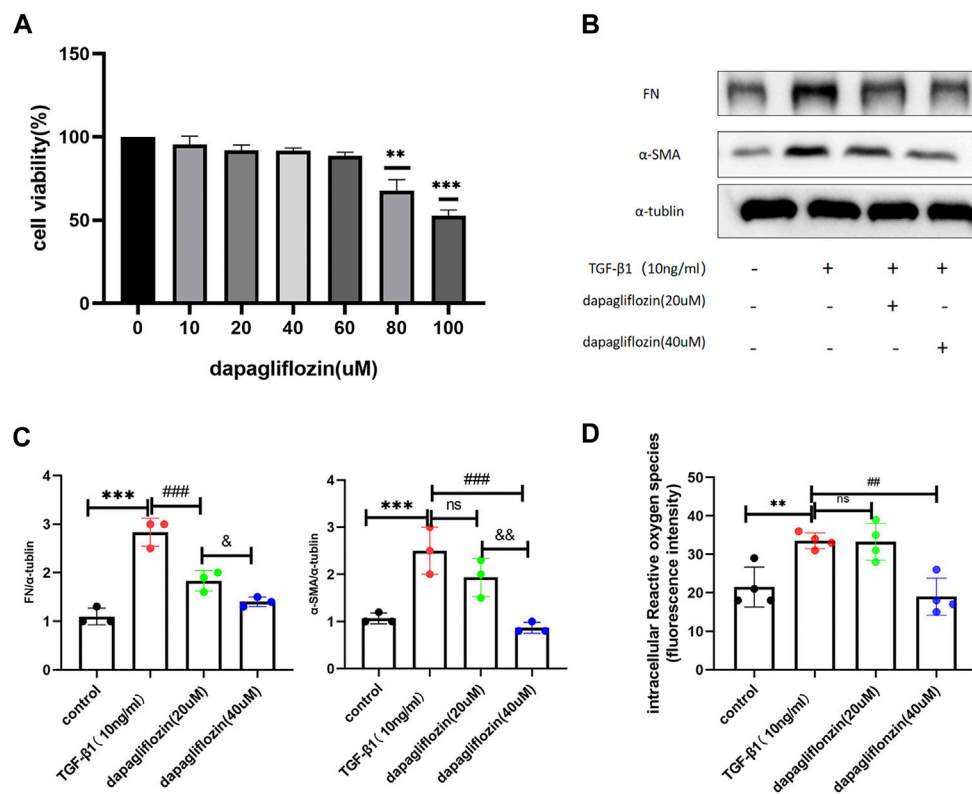 A
150
100
50
0
cell viability(%)
**
***
0 10 20 40 60 80 100
dapagliflozin(uM)
B
FN
α-SMA
α-tublin
TGF-β1 (10ng/ml) - + + +
dapagliflozin(20uM) - - + -
dapagliflozin(40uM) - - - +
C
4
3
2
1
0
FN/α-tublin
*** ###
&
control
TGF-β1( 10ng/ml)
dapagliflozin(20uM)
dapagliflozin(40uM)
4
3
2
1
0
α-SMA/α-tublin
###
*** ns
&&
control
TGF-β1( 10ng/ml)
dapagliflozin(20uM)
dapagliflozin(40uM)
D
50
40
30
20
10
0
intracellular Reactive oxygen species
(fluorescence intensity)
##
** ns
control
TGF-β1( 10ng/ml)
dapagliflonzin(20uM)
dapagliflonzin(40uM)